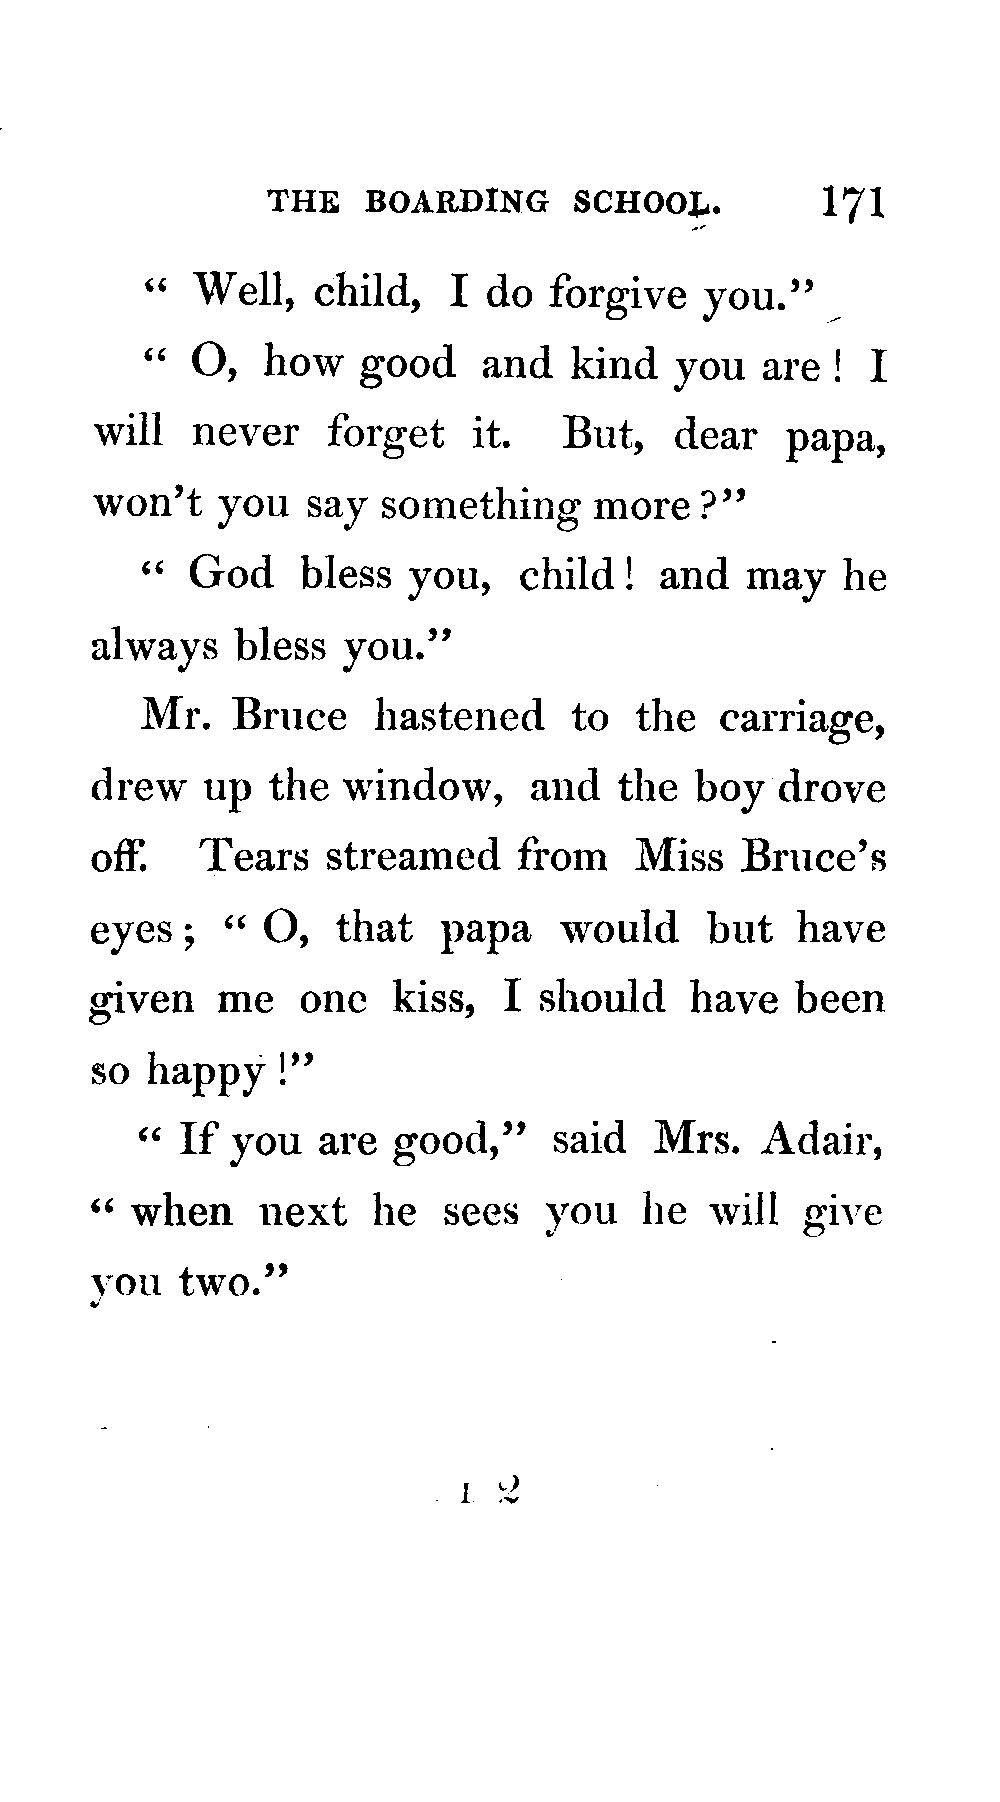 THE BOARDING SCHOOL. 171
“ Well, child, I do forgive you.”
“ O, how good and kind you are ! I
will never forget it. But, dear papa,
won’t you say something more ?”
“ God bless you, child ! and may he
always bless you.”
Mr. Bruce hastened to the carriage,
drew up the window, and the boy drove
off. Tears streamed from Miss Bruce’s
eyes ; “ O, that papa would but have
given me one kiss, I should have been
so happy !”
“ If you are good,” said Mrs. Adair,
“ when next he sees you he will give
you two.”
I 2